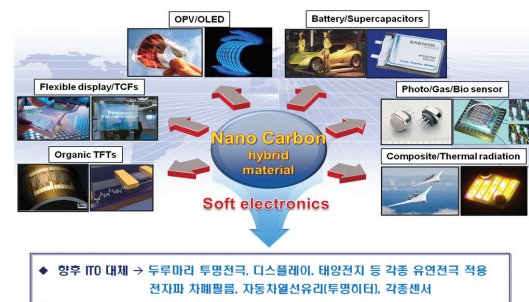 OPV/OLED
Battery/Supercapacitors
Flexible display/TCFs
Photo/Gas/Bio sensor
Organic TFTs
Composite/Thermal radiation
Nano Carbon
hybrid
material
Soft electronics
◆ 향후 ITO 대체 → 두루마리 투명전극, 디스플레이, 태양전지 등 각종 유연전극 적용
전자파 차폐필름, 자동차열선유리(투명히터), 각종센서